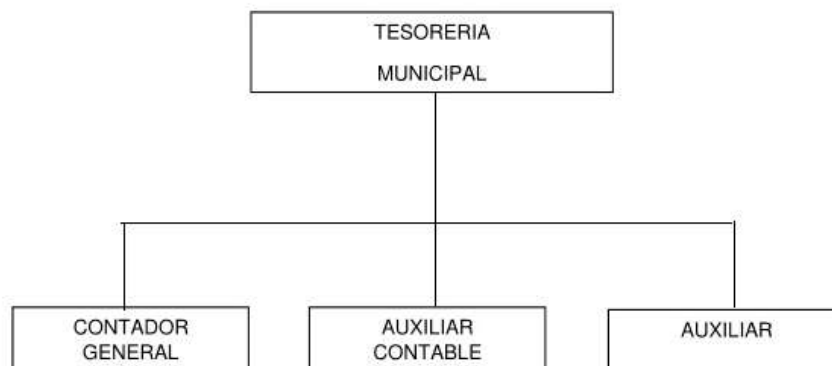 TESORERIA
MUNICIPAL
CONTADOR
GENERAL
AUXILIAR
CONTABLE
AUXILIAR